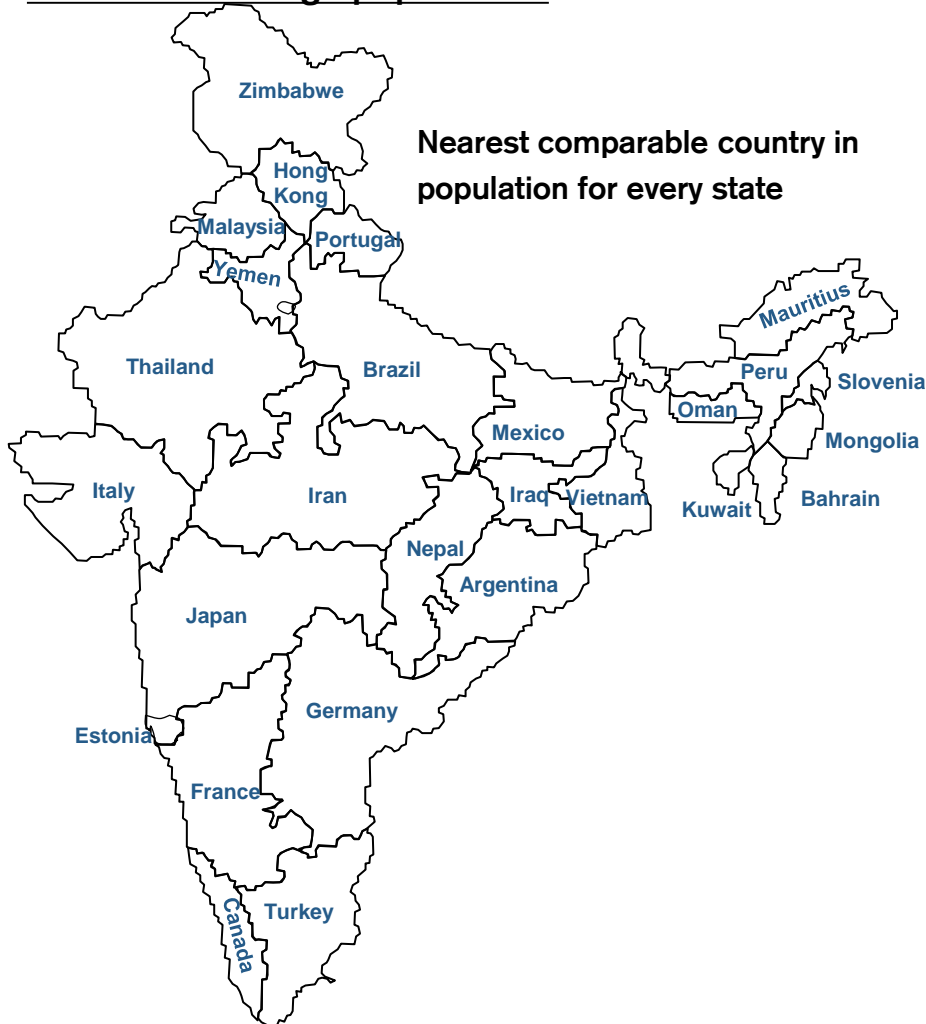 Zimbabwe
Nearest comparable country in
population for every state
Hong
Kong
Malaysia
Portugal
Yemen
Mauritius
Thailand
Brazil
Peru
Slovenia
Oman
Mexico
Mongolia
Italy
Iran
Iraq
Vietnam
Kuwait
Bahrain
Nepal
Argentina
Japan
Germany
Estonia
France
Canada
Turkey